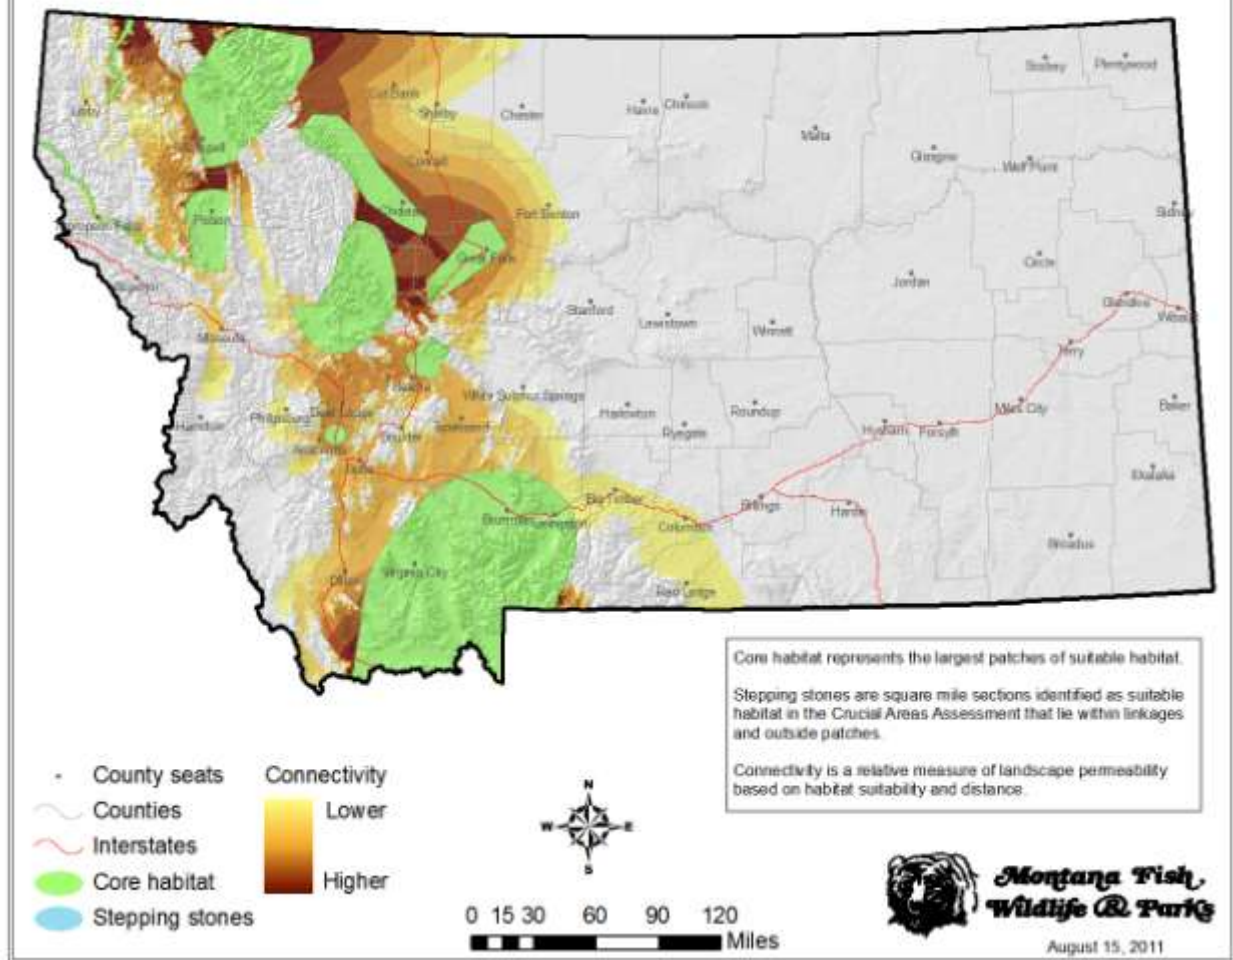 Scobey
Plentywood
Cut Bank
Libby
Shelby
Chester
Havre
Chinook
Malta
Kalispell
Conrad
Glasgow
Wolf Point
Polson
Choteau
Fort Benton
Sidney
Thompson Falls
Great Falls
Circle
Superior
Jordan
Glendive
Wibaux
Stanford
Lewistown
Winnett
Missoula
Terry
Helena
White Sulphur Springs
Philipsburg
Deer Lodge
Harlowton
Roundup
Miles City
Baker
Hamilton
Townsend
Boulder
Ryegate
Hysham
Forsyth
Anaconda
Butte
Ekalaka
Bozeman
Livingston
Big Timber
Columbus
Billings
Hardin
Broadus
Dillon
Virginia City
Red Lodge
Core habitat represents the largest patches of suitable habitat.
Stepping stones are square mile sections identified as suitable
habitat in the Crucial Areas Assessment that lie within linkages
and outside patches.
Connectivity is a relative measure of landscape permeability
based on habitat suitability and distance.
County seats
Counties
Interstates
Core habitat
Stepping stones
Connectivity
Lower
Higher
N
W E
S
0 15 30 60 90 120
Miles
Montana Fish,
Wildlife & Parks
August 15, 2011